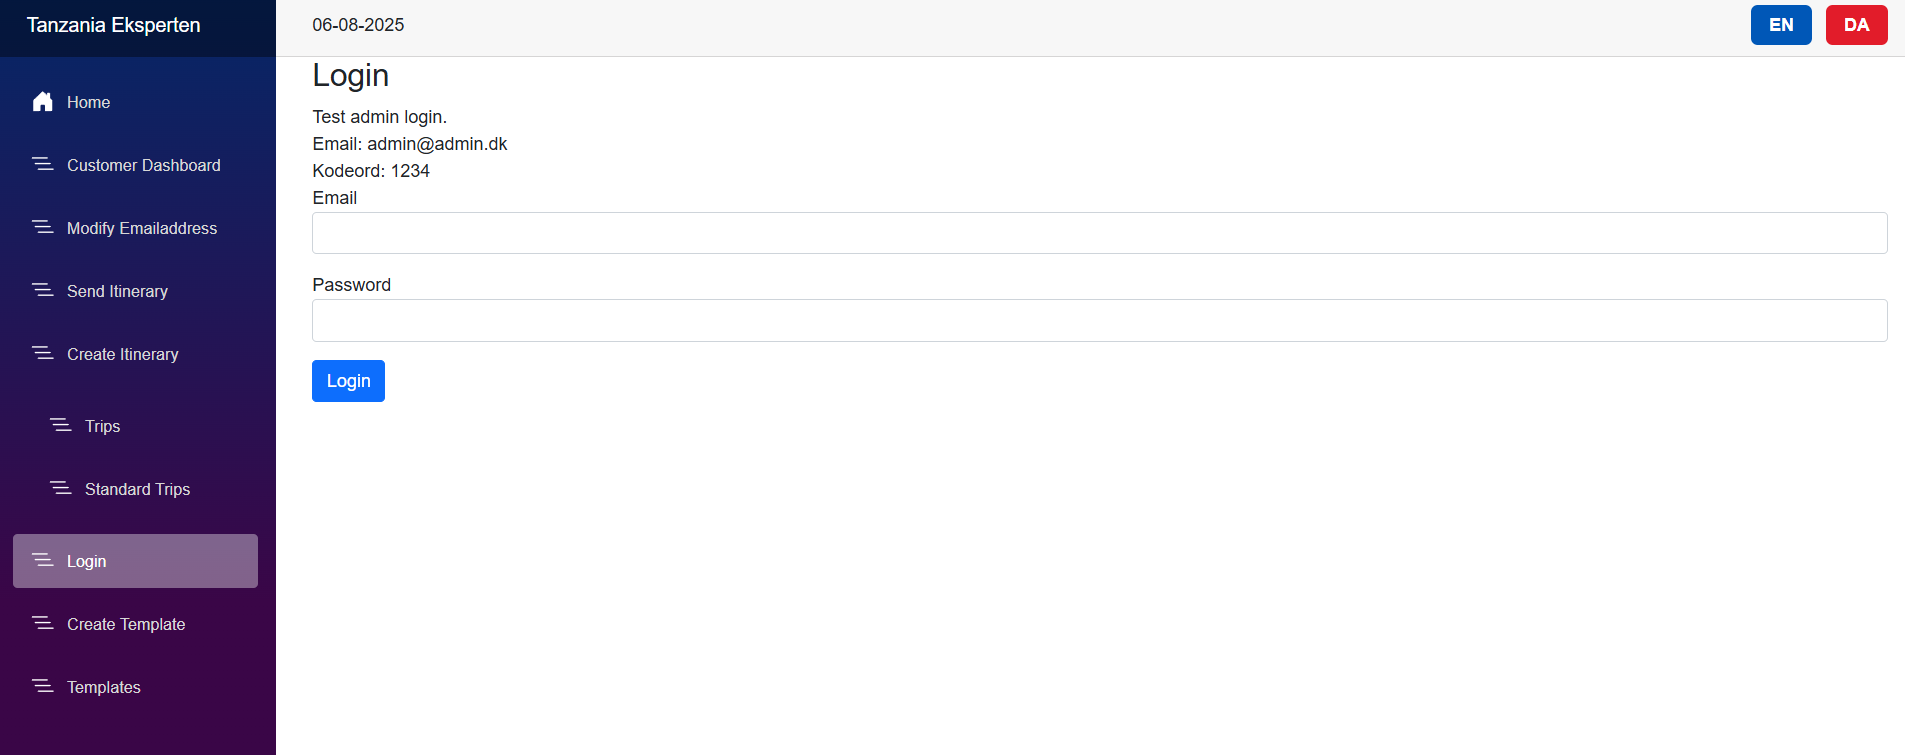 Tanzania Eksperten
Home
Customer Dashboard
Modify Emailaddress
Send Itinerary
Create Itinerary
Trips
Standard Trips
Login
Create Template
Templates
06-08-2025
EN
DA
Login
Test admin login.
Email: admin@admin.dk
Kodeord: 1234
Email
Password
Login